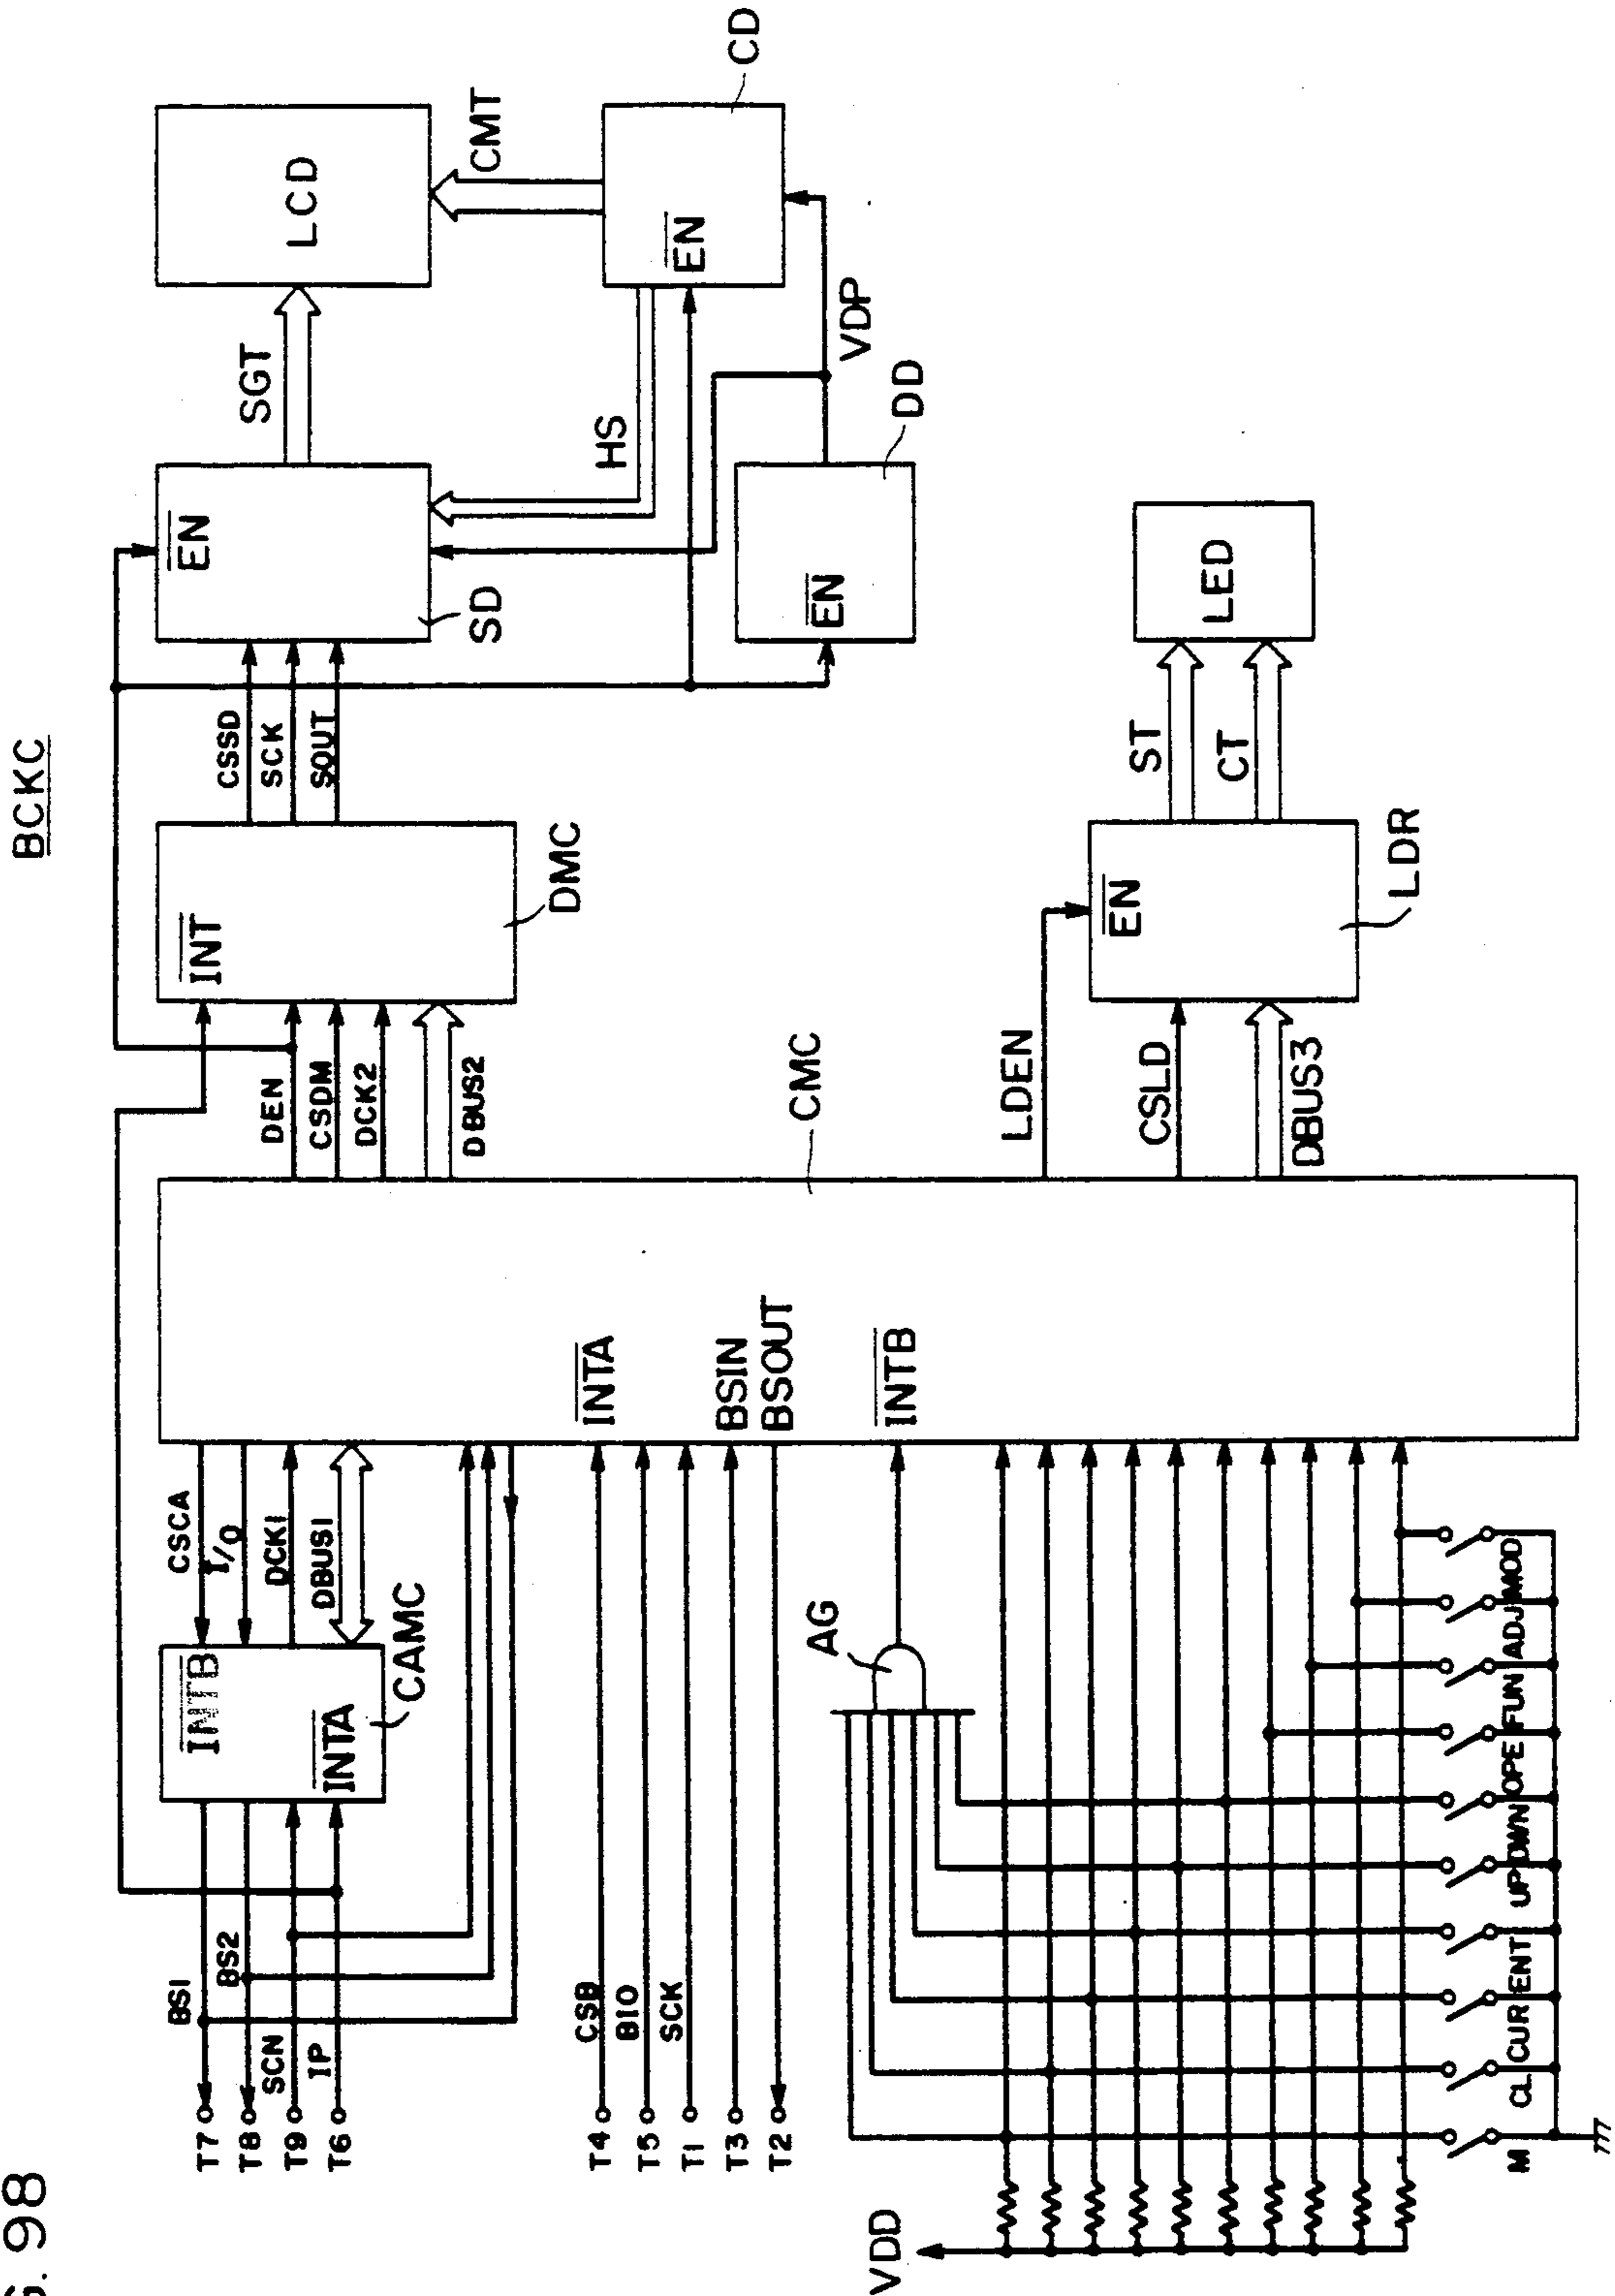 G. 98
BCKC
T7
T8
T9
T6
BS1
BS2
SCN
IP
INTB
INTA
CAMC
CSCA
I/O
DCK1
DBUS1
T4
T5
T1
T3
T2
CSB
BIO
SCK
INTA
BSIN
BSOUT
INTB
CMC
AG
VDD
M
CL
CUR
ENT
UP
DWN
OPE
FUN
ADJ
MOD
DEN
CSDM
DCK2
DBUS2
INT
DMC
CSSD
SCK
SOUT
EN
SD
SGT
LCD
HS
CMT
EN
CD
VDP
EN
DD
LDEN
CSLD
DBUS3
EN
LDR
ST
CT
LED